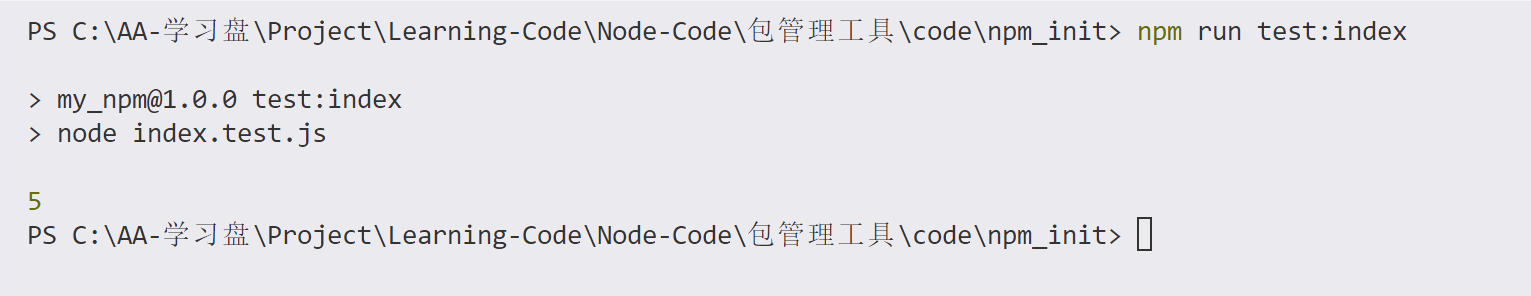 PS C:\AA-学习盘\Project\Learning-Code\Node-Code\包管理工具\code\npm_init> npm run test:index
> my_npm@1.0.0 test:index
> node index.test.js
5
PS C:\AA-学习盘\Project\Learning-Code\Node-Code\包管理工具\code\npm_init>